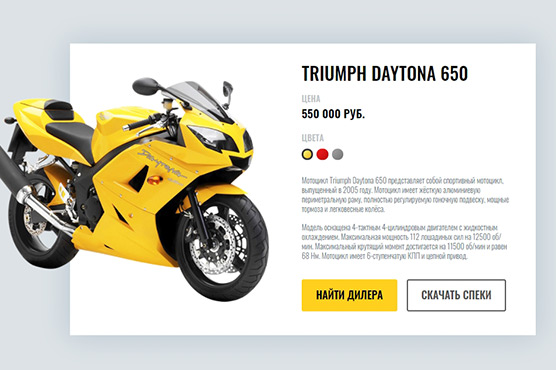 TRIUMPH DAYTONA 650
ЦЕНА
550 000 РУБ.
ЦВЕТА
Мотоцикл Triumph Daytona 650 представляет собой спортивный мотоцикл,
выпущенный в 2005 году. Мотоцикл имеет жёсткую алюминиевую
периметральную раму, полностью регулируемую гоночную подвеску, мощные
тормоза и легковесные колёса.
Модель оснащена 4-тактным 4-цилиндровым двигателем с жидкостным
охлаждением. Максимальная мощность 112 лошадиных сил на 12500 об/
мин. Максимальный крутящий момент достигается на 11500 об/мин и равен
68 Нм. Мотоцикл имеет 6-ступенчатую КПП и цепной привод.
Daytona
НАЙТИ ДИЛЕРА
СКАЧАТЬ СПЕКИ